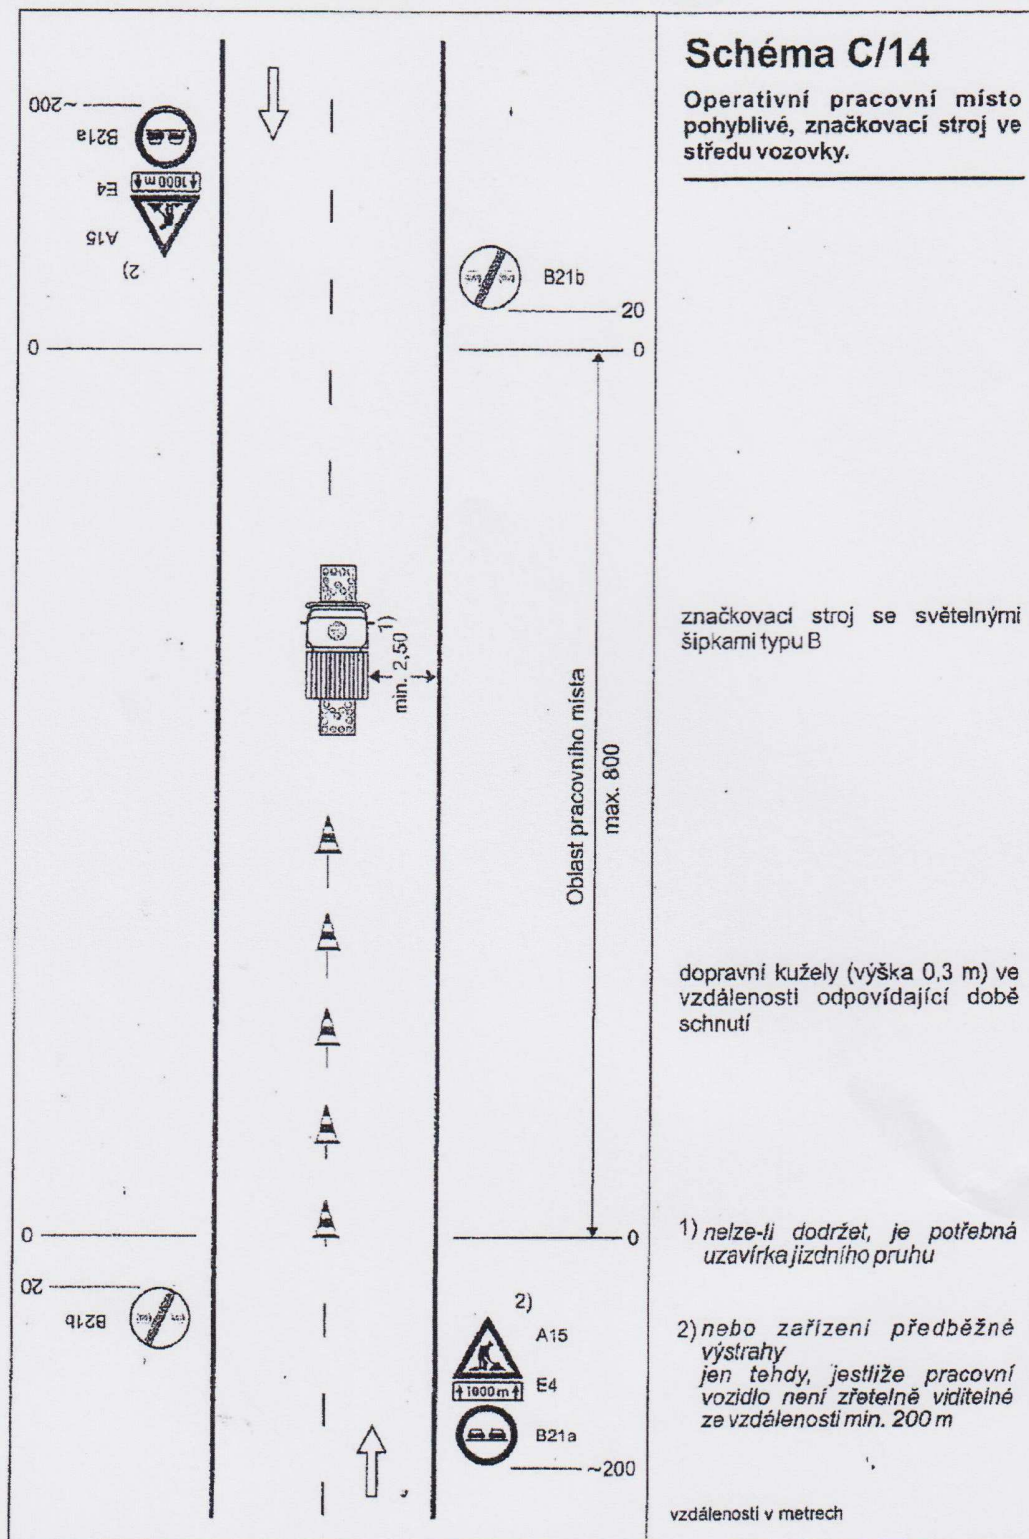 Schéma C/14
Operativní pracovní místo
pohyblivé, značkovací stroj ve
středu vozovky.
~200
B21a
1000 m
E4
A15
2)
B21b
20
0
0
značkovací stroj se světelnými
šipkami typu B
min. 2,50 1)
Oblast pracovního místa
max. 800
dopravní kužely (výška 0,3 m) ve
vzdálenosti odpovídající době
schnutí
0
0
20
B21b
1) nelze-li dodržet, je potřebná
uzavírka jízdního pruhu
2)
A15
1000 m
E4
B21a
~200
2) nebo zařízení předběžné
výstrahy
jen tehdy, jestliže pracovní
vozidlo není zřetelně viditelné
ze vzdálenosti min. 200 m
vzdálenosti v metrech